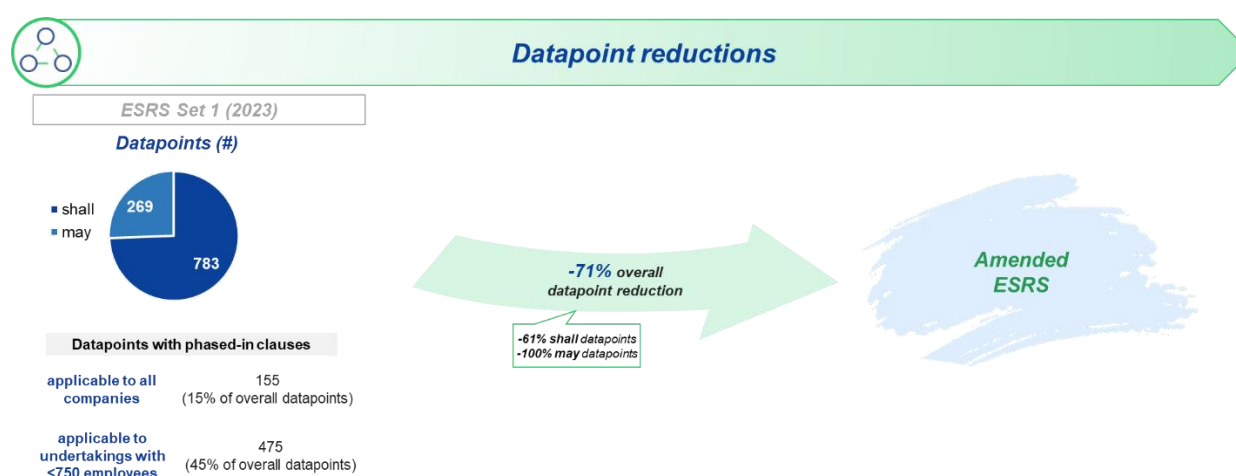 Datapoint reductions
ESRS Set 1 (2023)
Datapoints (#)
shall
may
269
783
Datapoints with phased-in clauses
applicable to all
companies
155
(15% of overall datapoints)
applicable to
undertakings with
<750 employees
475
(45% of overall datapoints)
-71% overall
datapoint reduction
-61% shall datapoints
-100% may datapoints
Amended
ESRS